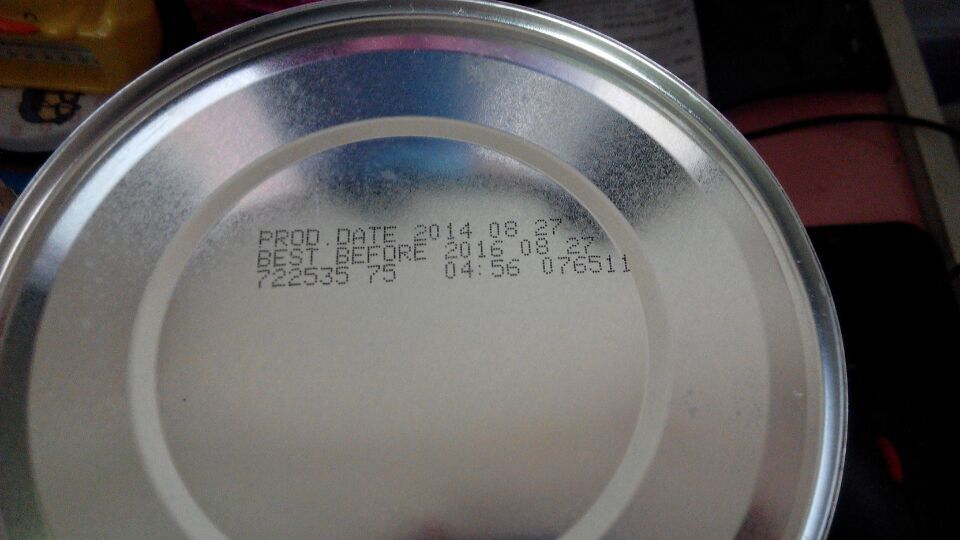 PROD.DATE 2014 08 27
BEST BEFORE 2016 08 27
722535 75 04:56 076511